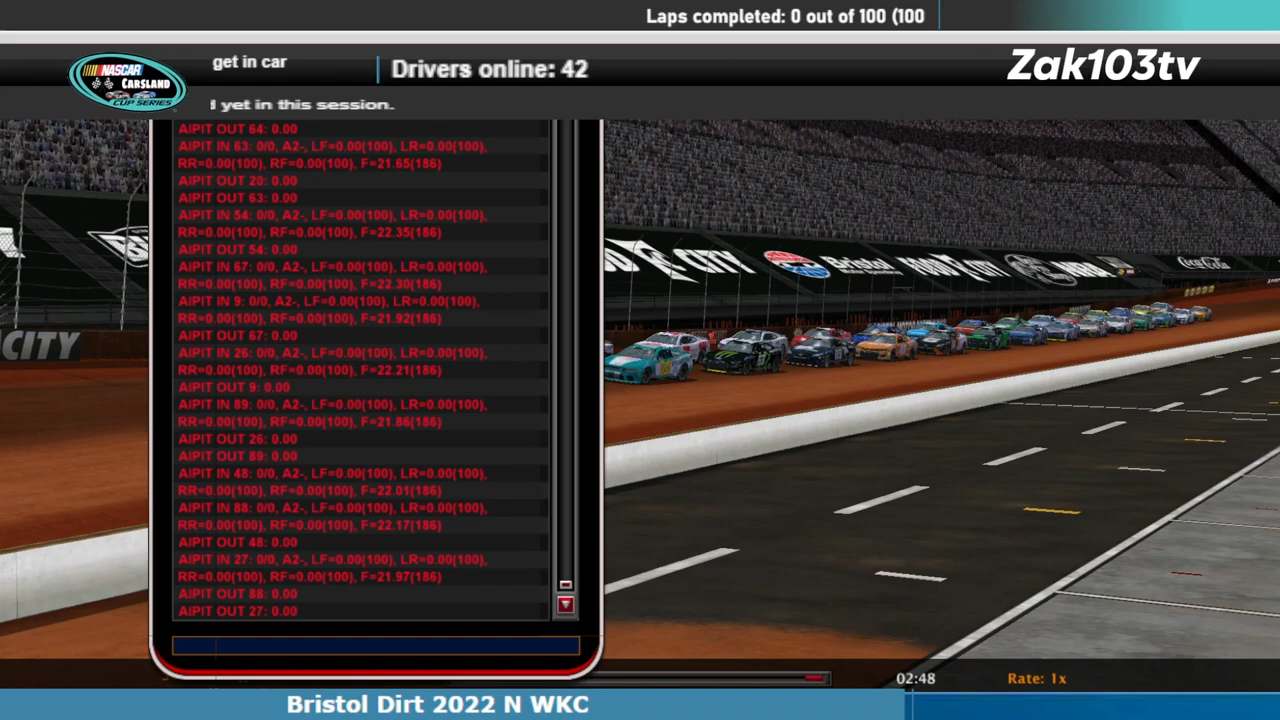 Laps completed: 0 out of 100 (100
NASCAR
CARSLAND
CUP SERIES
get in car
Drivers online: 42
Zak103tv
d yet in this session.
AIPIT OUT 64: 0.00
AIPIT IN 63: 0/0, A2-, LF=0.00(100), LR=0.00(100),
RR=0.00(100), RF=0.00(100), F=21.65(186)
AIPIT OUT 20: 0.00
AIPIT OUT 63: 0.00
AIPIT IN 54: 0/0, A2-, LF=0.00(100), LR=0.00(100),
RR=0.00(100), RF=0.00(100), F=22.35(186)
AIPIT OUT 54: 0.00
AIPIT IN 67: 0/0, A2-, LF=0.00(100), LR=0.00(100),
RR=0.00(100), RF=0.00(100), F=22.30(186)
AIPIT IN 9: 0/0, A2-, LF=0.00(100), LR=0.00(100),
RR=0.00(100), RF=0.00(100), F=21.92(186)
AIPIT OUT 67: 0.00
AIPIT IN 26: 0/0, A2-, LF=0.00(100), LR=0.00(100),
RR=0.00(100), RF=0.00(100), F=22.21(186)
AIPIT OUT 9: 0.00
AIPIT IN 89: 0/0, A2-, LF=0.00(100), LR=0.00(100),
RR=0.00(100), RF=0.00(100), F=21.86(186)
AIPIT OUT 26: 0.00
AIPIT OUT 89: 0.00
AIPIT IN 48: 0/0, A2-, LF=0.00(100), LR=0.00(100),
RR=0.00(100), RF=0.00(100), F=22.01(186)
AIPIT IN 88: 0/0, A2-, LF=0.00(100), LR=0.00(100),
RR=0.00(100), RF=0.00(100), F=22.17(186)
AIPIT OUT 48: 0.00
AIPIT IN 27: 0/0, A2-, LF=0.00(100), LR=0.00(100),
RR=0.00(100), RF=0.00(100), F=21.97(186)
AIPIT OUT 88: 0.00
AIPIT OUT 27: 0.00
CITY
Bristol
FOOD CITY
Coca-Cola
CITY
02:48
Rate: 1x
Bristol Dirt 2022 N WKC